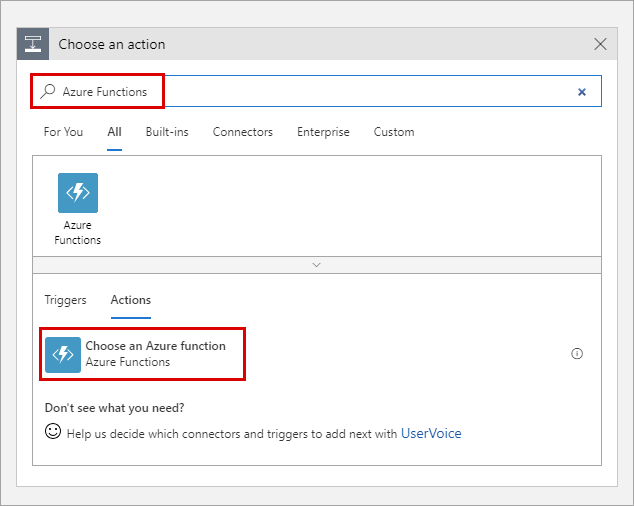 Choose an action
Azure Functions
For You All Built-ins Connectors Enterprise Custom
Azure
Functions
Triggers Actions
Choose an Azure function
Azure Functions
Don't see what you need?
Help us decide which connectors and triggers to add next with UserVoice